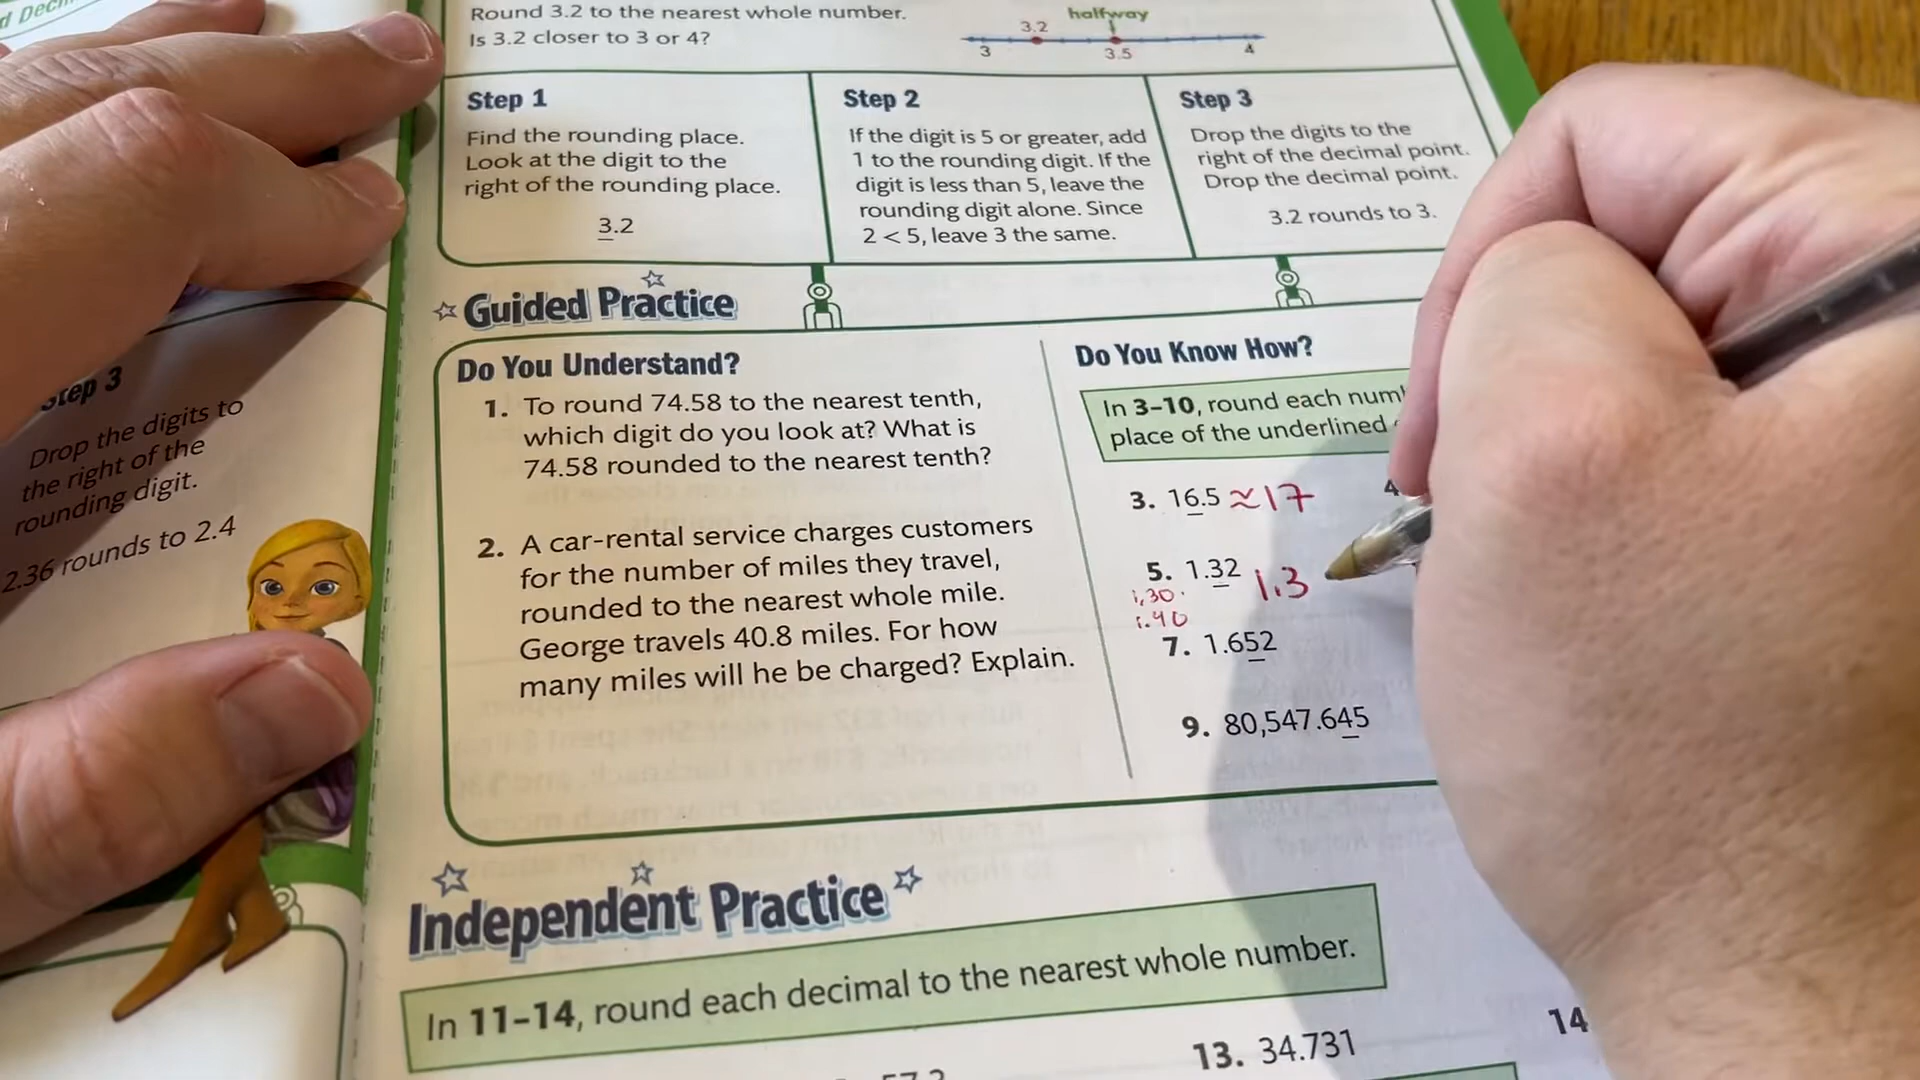 d Deci
Step 3
Drop the digits to
the right of the
rounding digit.
2.36 rounds to 2.4
Round 3.2 to the nearest whole number.
Is 3.2 closer to 3 or 4?
halfway
3.2
3
3.5
4
Step 1
Find the rounding place.
Look at the digit to the
right of the rounding place.
3.2
Step 2
If the digit is 5 or greater, add
1 to the rounding digit. If the
digit is less than 5, leave the
rounding digit alone. Since
2 < 5, leave 3 the same.
Step 3
Drop the digits to the
right of the decimal point.
Drop the decimal point.
3.2 rounds to 3.
Guided Practice
Do You Understand?
1. To round 74.58 to the nearest tenth,
which digit do you look at? What is
74.58 rounded to the nearest tenth?
2. A car-rental service charges customers
for the number of miles they travel,
rounded to the nearest whole mile.
George travels 40.8 miles. For how
many miles will he be charged? Explain.
Do You Know How?
In 3–10, round each num
place of the underlined
3. 16.5 ≈17
4
5. 1.32 1.3
1.30
1.40
7. 1.652
9. 80,547.645
Independent Practice
In 11–14, round each decimal to the nearest whole number.
57.2
13. 34.731
14